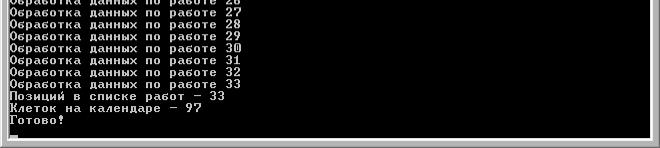 Обработка данных по работе 26
Обработка данных по работе 27
Обработка данных по работе 28
Обработка данных по работе 29
Обработка данных по работе 30
Обработка данных по работе 31
Обработка данных по работе 32
Обработка данных по работе 33
Позиций в списке работ - 33
Клеток на календаре - 97
Готово!